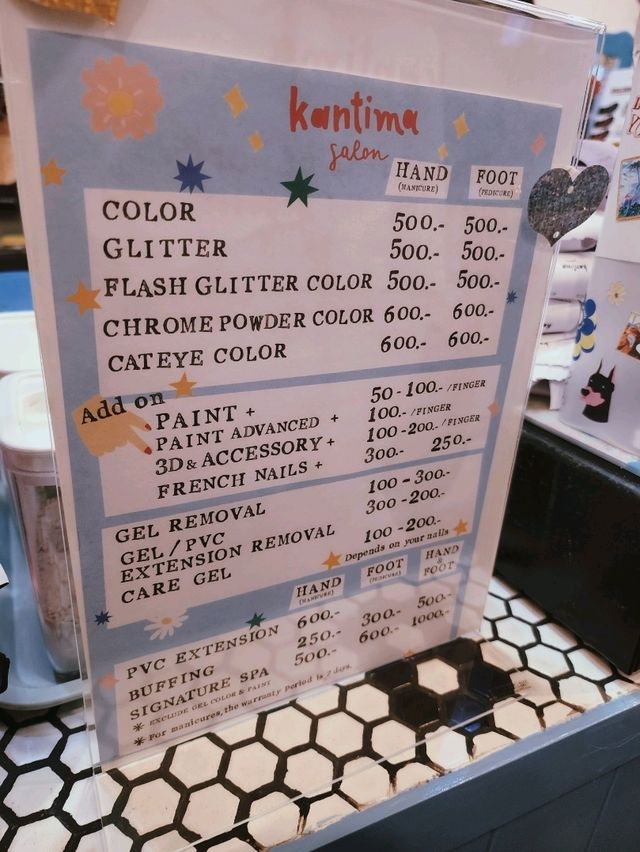 kantima
salon
HAND FOOT
(MANICURE) (PEDICURE)
COLOR 500.- 500.-
GLITTER 500.- 500.-
FLASH GLITTER COLOR 500.- 500.-
CHROME POWDER COLOR 600.- 600.-
CATEYE COLOR 600.- 600.-
Add on
PAINT + 50-100.- /FINGER
PAINT ADVANCED + 100.- /FINGER
3D & ACCESSORY + 100-200.- /FINGER
FRENCH NAILS + 300.- 250.-
GEL REMOVAL 100-300.-
GEL / PVC 300-200.-
EXTENSION REMOVAL
CARE GEL 100-200.-
Depends on your nails
HAND FOOT HAND & FOOT
(MANICURE) (PEDICURE)
PVC EXTENSION 600.-
BUFFING 250.- 300.- 500.-
SIGNATURE SPA 500.- 600.- 1000.-
* EXCLUDE GEL COLOR & PAINT
* For manicures, the warranty period is 7 days.